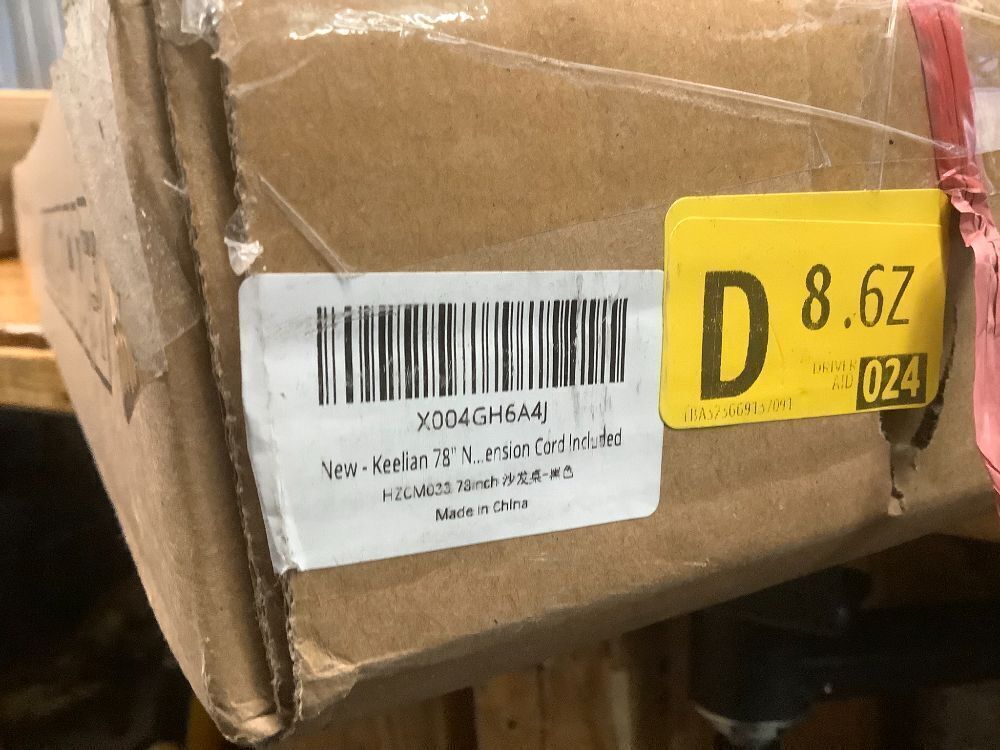 X004GH6A4J
New - Keelian 78" N...ension Cord Included
HZCM033 78inch 沙发桌-黑色
Made in China
D
8.6Z
DRIVER
AID
024